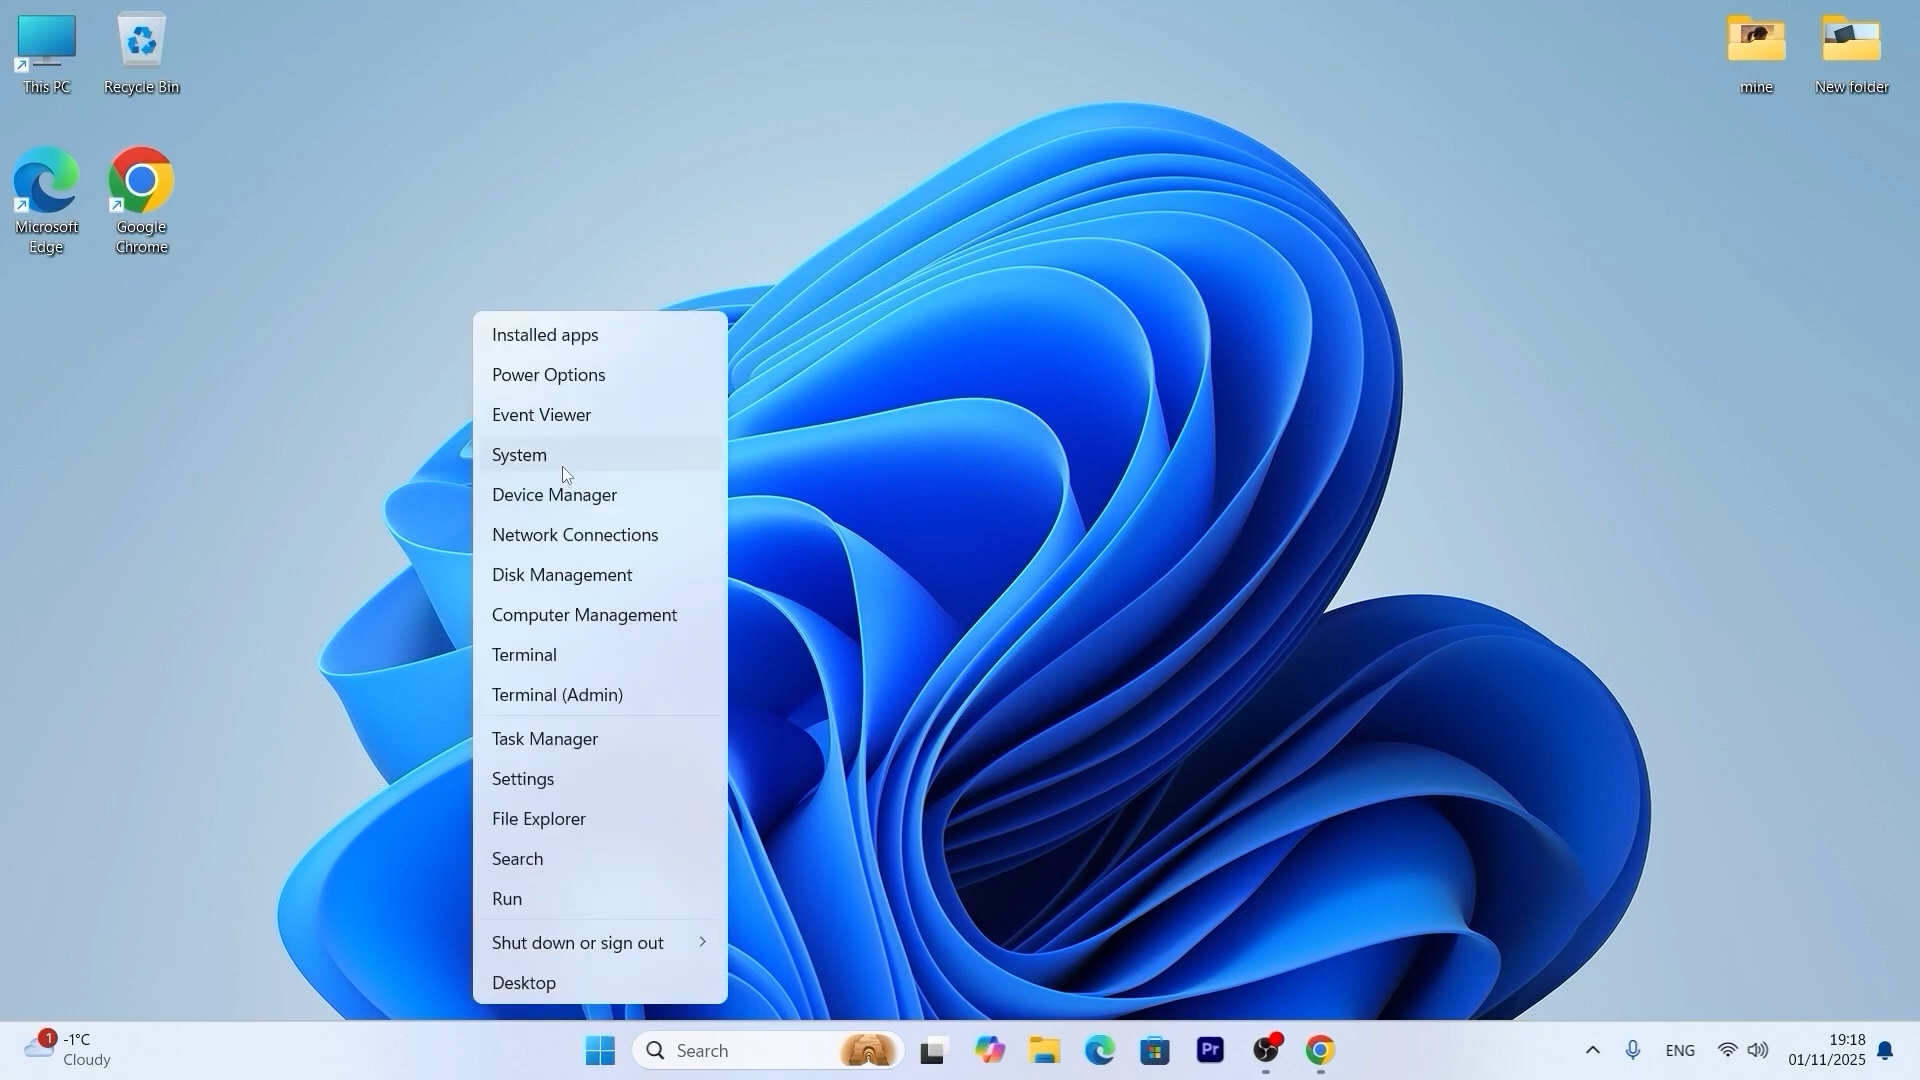 This PC
Recycle Bin
mine
New folder
Microsoft
Edge
Google
Chrome
Installed apps
Power Options
Event Viewer
System
Device Manager
Network Connections
Disk Management
Computer Management
Terminal
Terminal (Admin)
Task Manager
Settings
File Explorer
Search
Run
Shut down or sign out
Desktop
1
-1°C
Cloudy
Search
Pr
ENG
19:18
01/11/2025